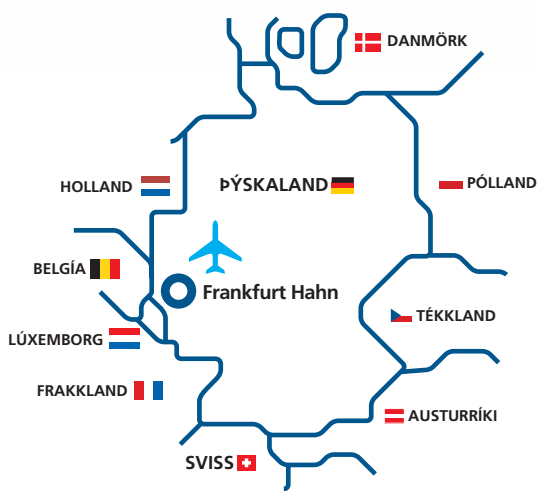 DANMÖRK
HOLLAND
ÞÝSKALAND
PÓLLAND
BELGÍA
Frankfurt Hahn
TÉKKLAND
LÚXEMBORG
FRAKKLAND
AUSTURRÍKI
SVISS